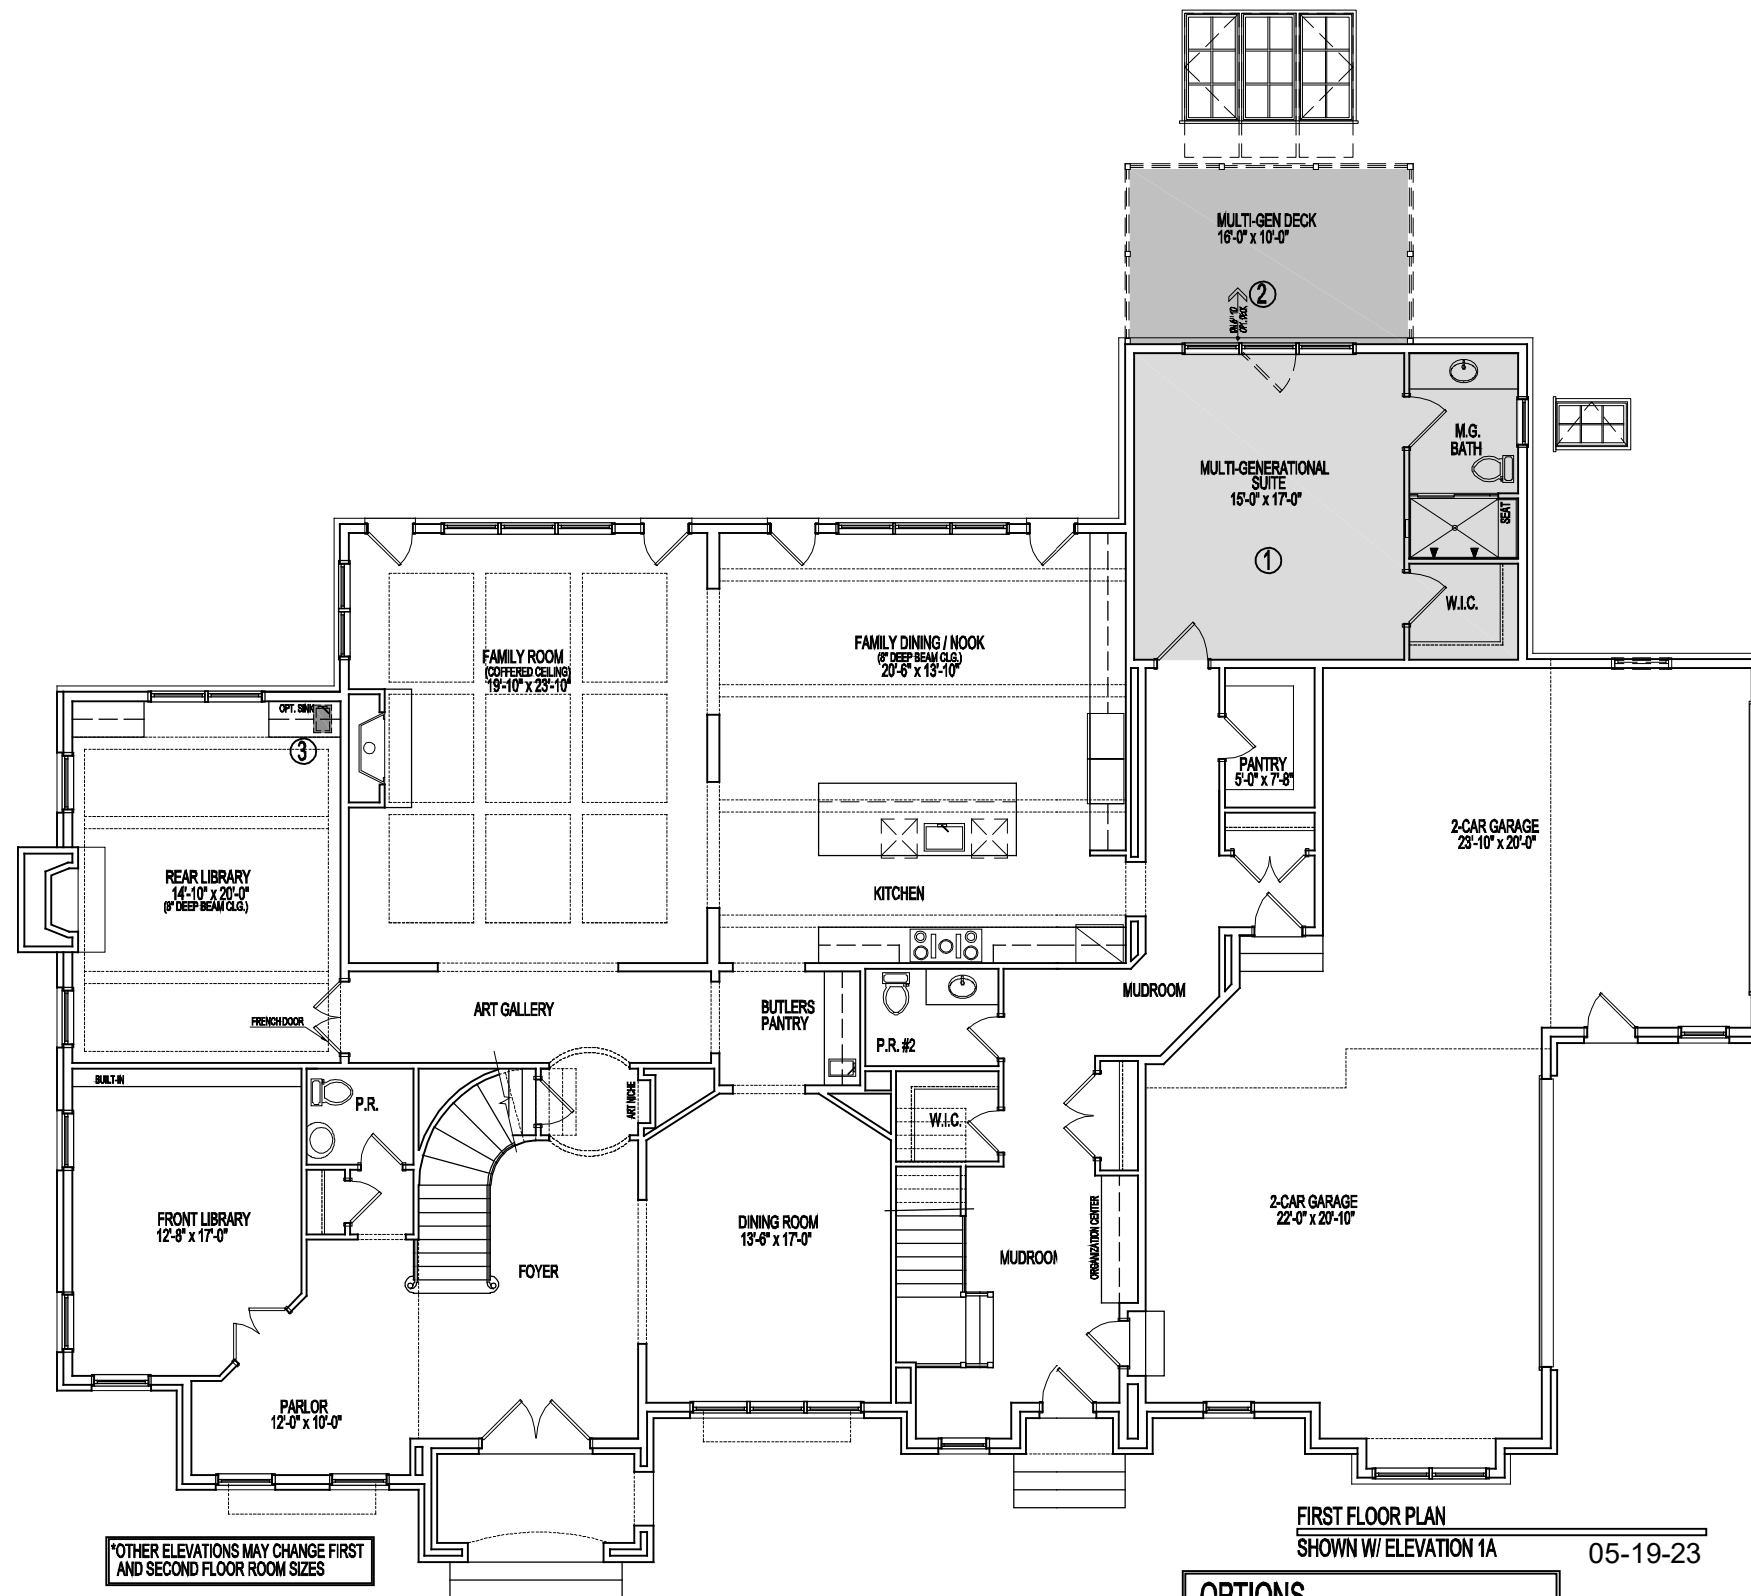 MULTI-GEN DECK
16'-0" x 10'-0"
2
M.G.
BATH
MULTI-GENERATIONAL
SUITE
15'-0" x 17'-0"
SEAT
1
W.I.C.
FAMILY ROOM
(COFFERED CEILING)
19'-10" x 23'-10"
FAMILY DINING / NOOK
(8" DEEP BEAM CLG.)
20'-6" x 13'-10"
OPT. SINK
3
PANTRY
5'-0" x 7'-8"
2-CAR GARAGE
23'-10" x 20'-0"
REAR LIBRARY
14'-10" x 20'-0"
(8" DEEP BEAM CLG.)
KITCHEN
MUDROOM
ART GALLERY
BUTLERS
PANTRY
FRENCH DOOR
P.R. #2
BUILT-IN
P.R.
ART NICHE
W.I.C.
FRONT LIBRARY
12'-8" x 17'-0"
FOYER
DINING ROOM
13'-6" x 17'-0"
MUDROOM
ORGANIZATION CENTER
2-CAR GARAGE
22'-0" x 20'-10"
PARLOR
12'-0" x 10'-0"
FIRST FLOOR PLAN
SHOWN W/ ELEVATION 1A
05-19-23
*OTHER ELEVATIONS MAY CHANGE FIRST
AND SECOND FLOOR ROOM SIZES
OPTIONS